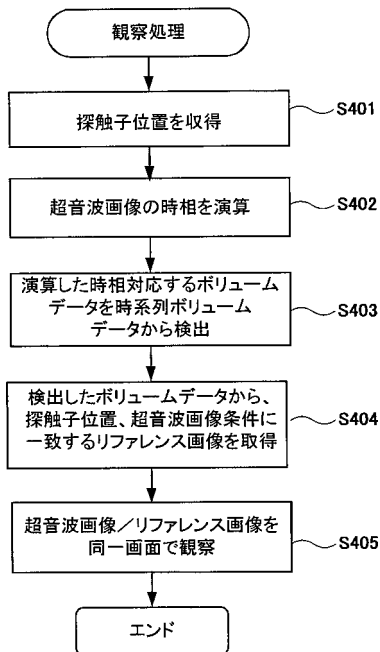 観察処理
探触子位置を取得
S401
超音波画像の時相を演算
S402
演算した時相対応するボリューム
データを時系列ボリューム
データから検出
S403
検出したボリュームデータから、
探触子位置、超音波画像条件に
一致するリファレンス画像を取得
S404
超音波画像/リファレンス画像を
同一画面で観察
S405
エンド